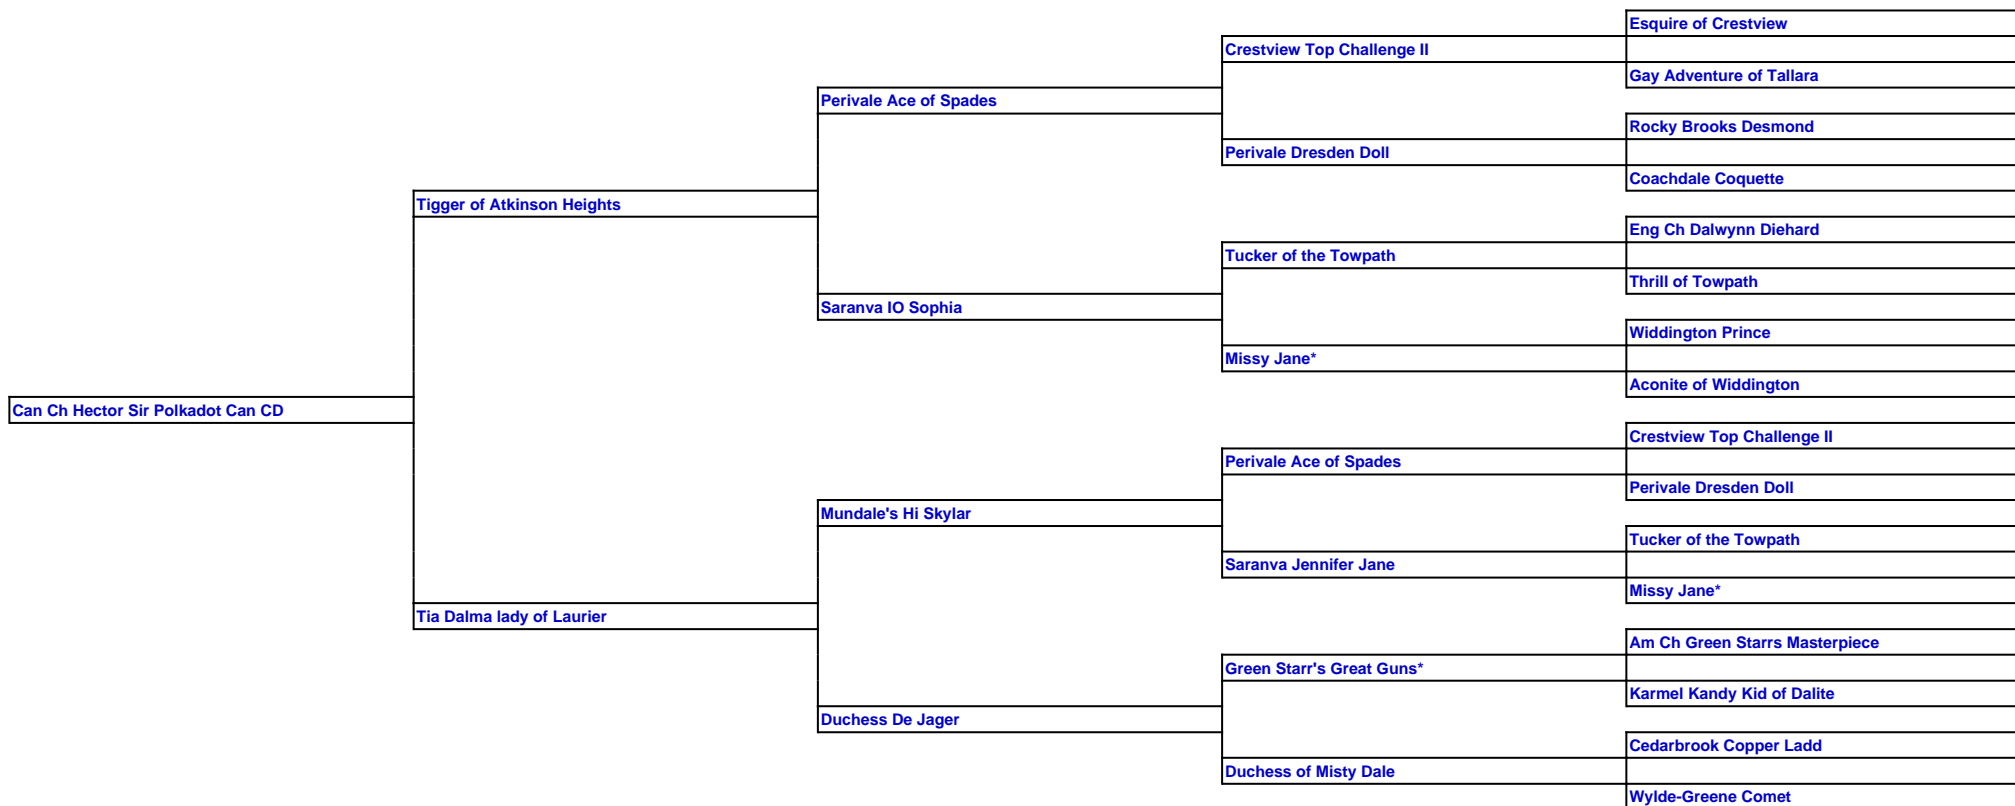 Esquire of Crestview
Crestview Top Challenge II
Gay Adventure of Tallara
Perivale Ace of Spades
Rocky Brooks Desmond
Perivale Dresden Doll
Coachdale Coquette
Tigger of Atkinson Heights
Eng Ch Dalwynn Diehard
Tucker of the Towpath
Thrill of Towpath
Saranva IO Sophia
Widdington Prince
Missy Jane*
Aconite of Widdington
Can Ch Hector Sir Polkadot Can CD
Crestview Top Challenge II
Perivale Ace of Spades
Perivale Dresden Doll
Mundale's Hi Skylar
Tucker of the Towpath
Saranva Jennifer Jane
Missy Jane*
Tia Dalma lady of Laurier
Am Ch Green Starrs Masterpiece
Green Starr's Great Guns*
Karmel Kandy Kid of Dalite
Duchess De Jager
Cedarbrook Copper Ladd
Duchess of Misty Dale
Wylde-Greene Comet